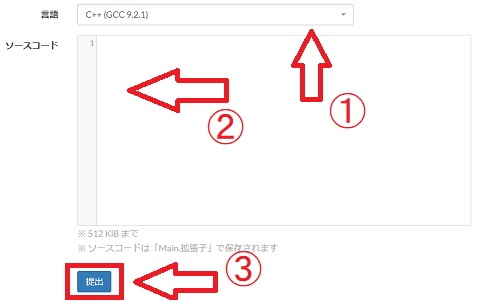 言語 C++ (GCC 9.2.1)
①
ソースコード 1
②
※ 512 KiB まで
※ ソースコードは「Main.拡張子」で保存されます
提出 ③